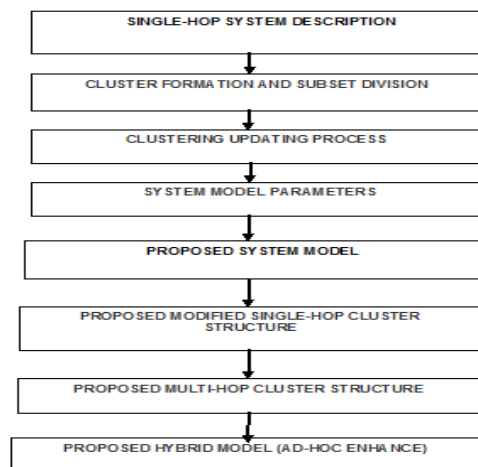 SINGLE-HOP SYSTEM DESCRIPTION
CLUSTER FORMATION AND SUBSET DIVISION
CLUSTERING UPDATING PROCESS
SYSTEM MODEL PARAMETERS
PROPOSED SYSTEM MODEL
PROPOSED MODIFIED SINGLE-HOP CLUSTER
STRUCTURE
PROPOSED MULTI-HOP CLUSTER STRUCTURE
PROPOSED HYBRID MODEL (AD-HOC ENHANCE)